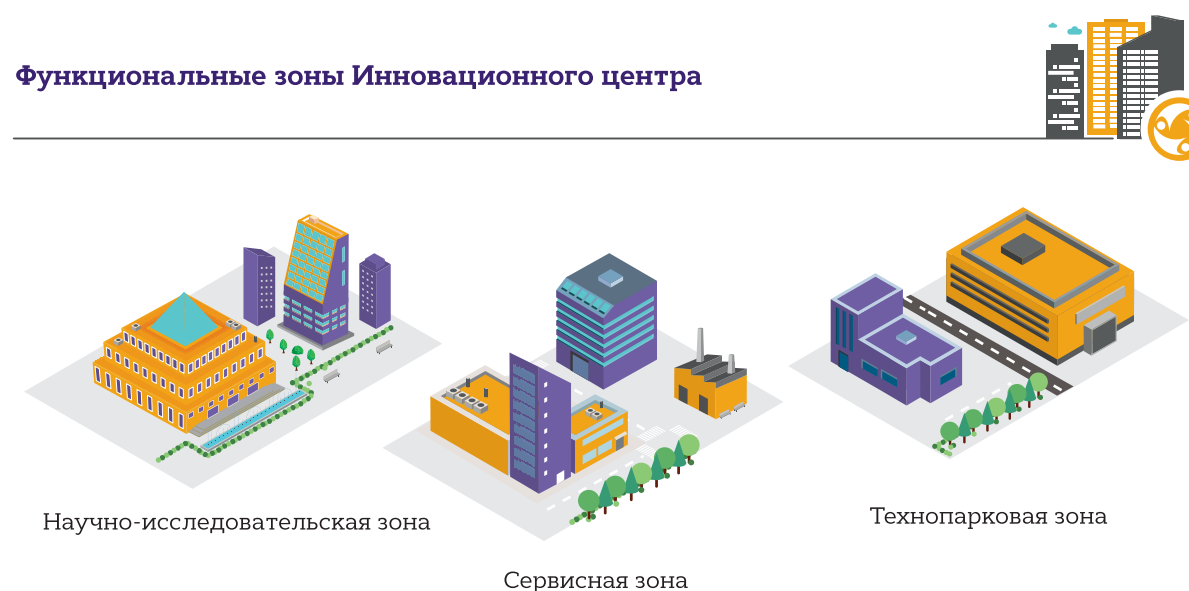 Функциональные зоны Инновационного центра
Научно-исследовательская зона
Технопарковая зона
Сервисная зона